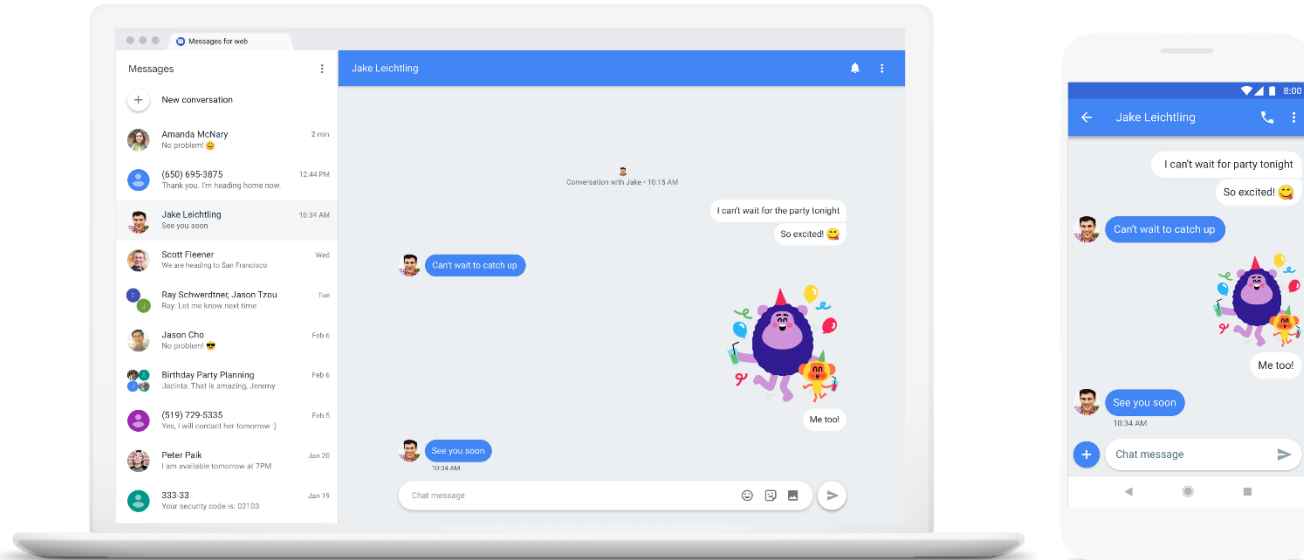 Messages for web
Messages
New conversation
Amanda McNary
2 min
No problem! 😊
(650) 695-3875
12:44 PM
Thank you. I'm heading home now.
Jake Leichtling
10:34 AM
See you soon
Scott Fleener
Wed
We are heading to San Francisco
Ray Schwerdtner, Jason Tzou
Tue
Ray: Let me know next time
T
J
Jason Cho
Feb 6
No problem! 😎
Birthday Party Planning
Feb 6
Jacinta: That is amazing, Jeremy
(519) 729-5335
Feb 5
Yes, I will contact her tomorrow :)
Peter Paik
Jan 20
I am available tomorrow at 7PM
333-33
Jan 19
Your security code is: 02103
Jake Leichtling
Conversation with Jake • 10:15 AM
I can't wait for the party tonight
So excited! 😋
Can't wait to catch up
Me too!
See you soon
10:34 AM
Chat message
8:00
Jake Leichtling
I can't wait for party tonight
So excited! 😋
Can't wait to catch up
Me too!
See you soon
10:34 AM
Chat message